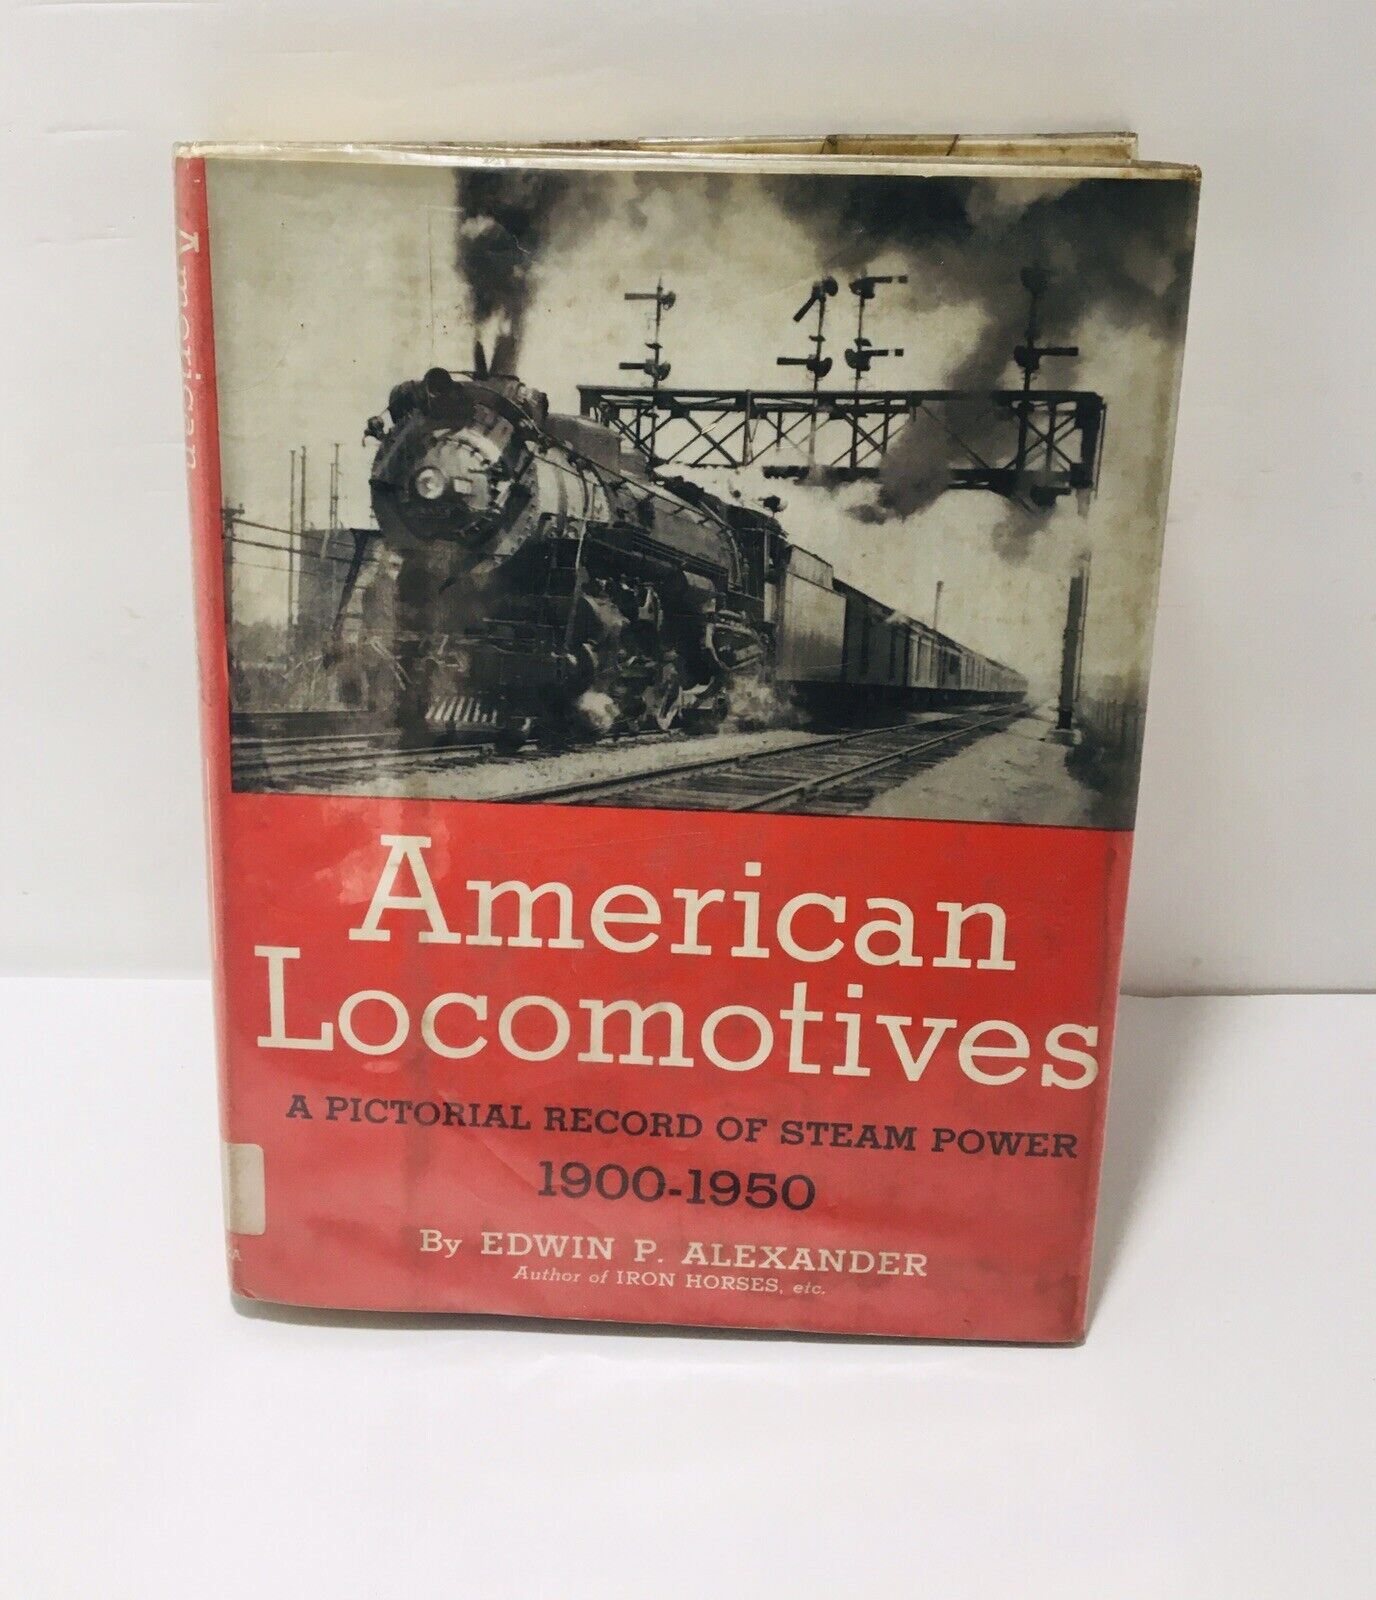 American
American
Locomotives
A PICTORIAL RECORD OF STEAM POWER
1900-1950
By EDWIN P. ALEXANDER
Author of IRON HORSES, etc.